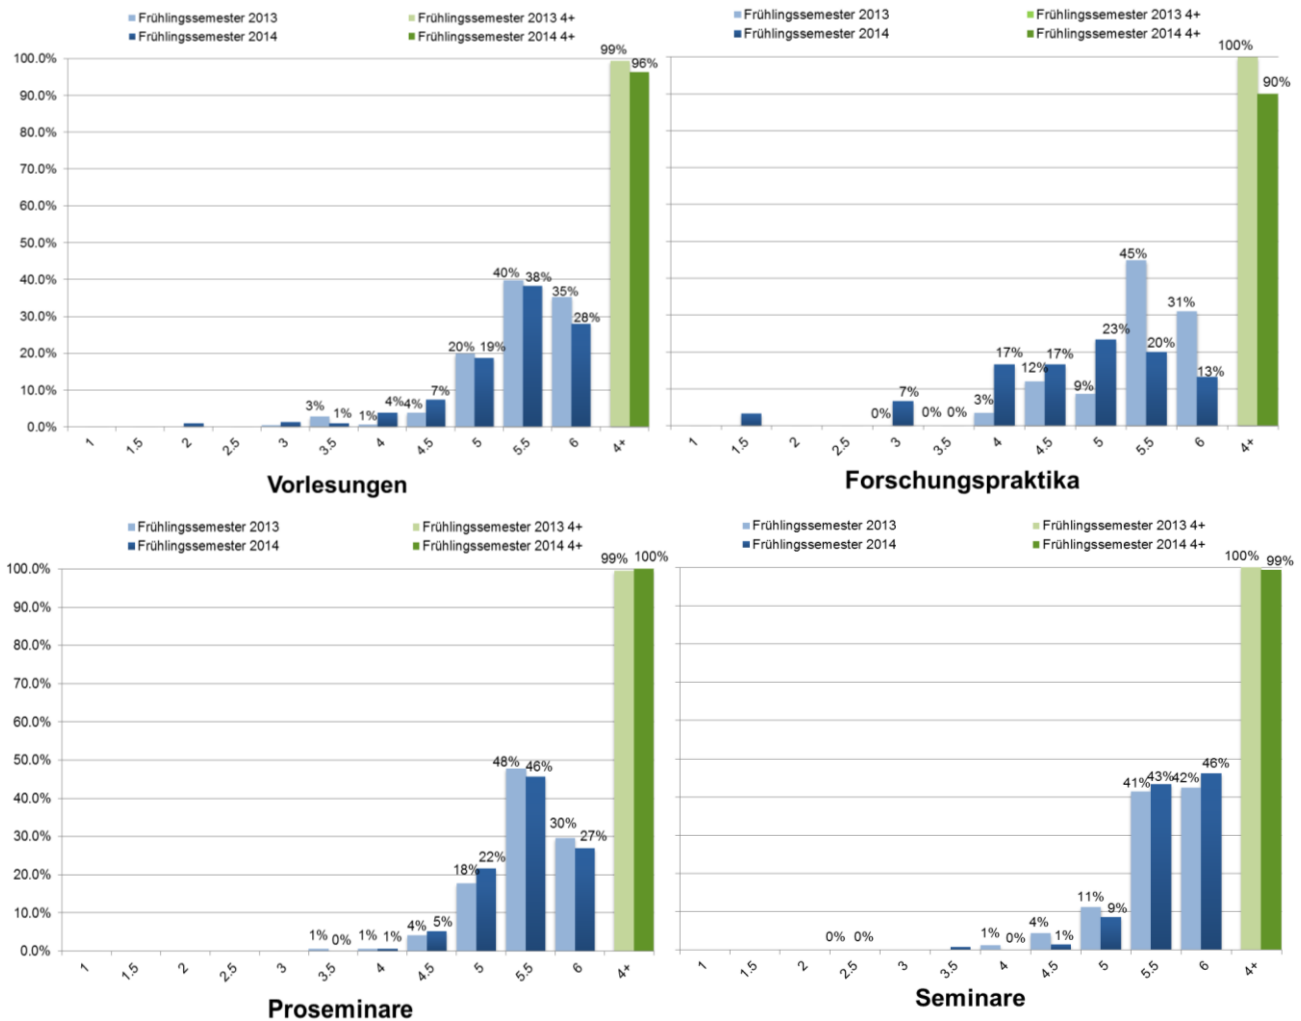 Frühlingssemester 2013
Frühlingssemester 2013 4+
Frühlingssemester 2014
Frühlingssemester 2014 4+
99%
96%
100.0%
90.0%
80.0%
70.0%
60.0%
50.0%
40.0%
30.0%
20.0%
10.0%
0.0%
3% 1% 1% 4% 4% 7% 20% 19% 40% 38% 35% 28%
1 1.5 2 2.5 3 3.5 4 4.5 5 5.5 6 4+
Vorlesungen
Frühlingssemester 2013
Frühlingssemester 2013 4+
Frühlingssemester 2014
Frühlingssemester 2014 4+
100%
90%
0% 7% 0% 0% 3% 17% 12% 17% 9% 23% 45% 20% 31% 13%
1 1.5 2 2.5 3 3.5 4 4.5 5 5.5 6 4+
Forschungspraktika
Frühlingssemester 2013
Frühlingssemester 2013 4+
Frühlingssemester 2014
Frühlingssemester 2014 4+
99% 100%
100.0%
90.0%
80.0%
70.0%
60.0%
50.0%
40.0%
30.0%
20.0%
10.0%
0.0%
1% 0% 1% 1% 4% 5% 18% 22% 48% 46% 30% 27%
1 1.5 2 2.5 3 3.5 4 4.5 5 5.5 6 4+
Proseminare
Frühlingssemester 2013
Frühlingssemester 2013 4+
Frühlingssemester 2014
Frühlingssemester 2014 4+
100% 99%
0% 0% 1% 0% 4% 1% 11% 9% 41% 43% 42% 46%
1 1.5 2 2.5 3 3.5 4 4.5 5 5.5 6 4+
Seminare